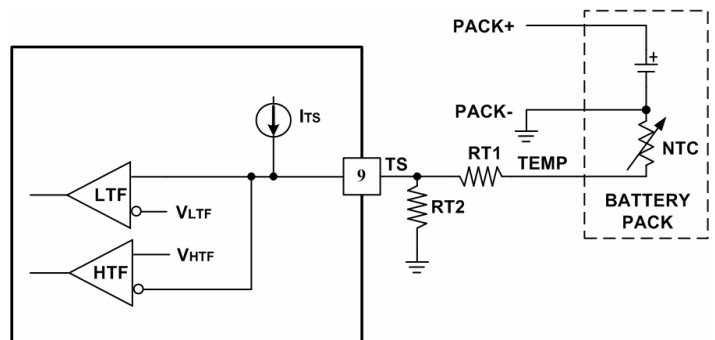 PACK+
+
ITS
PACK-
RT1
NTC
9
TS
TEMP
LTF
VLTF
RT2
BATTERY
PACK
HTF
VHTF